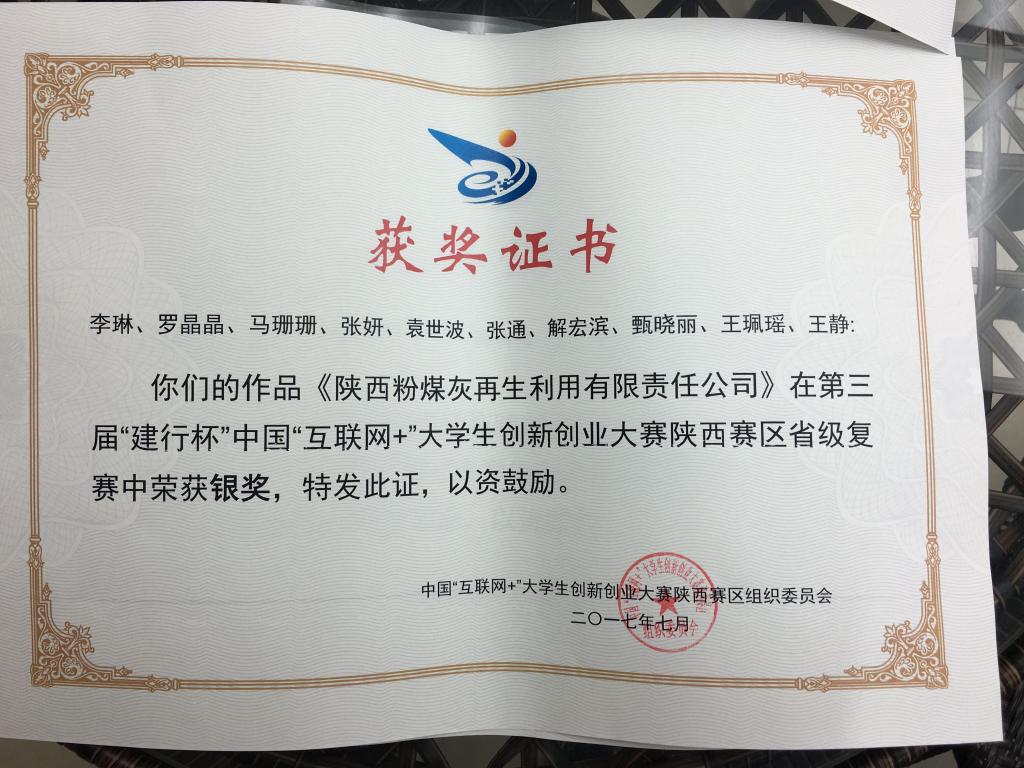 获奖证书
李琳、罗晶晶、马珊珊、张妍、袁世波、张通、解宏滨、甄晓丽、王珮瑶、王静:
你们的作品《陕西粉煤灰再生利用有限责任公司》在第三
届“建行杯”中国“互联网+”大学生创新创业大赛陕西赛区省级复
赛中荣获银奖，特发此证，以资鼓励。
中国“互联网+”大学生创新创业大赛陕西赛区组织委员会
二〇一七年七月
组织委员会